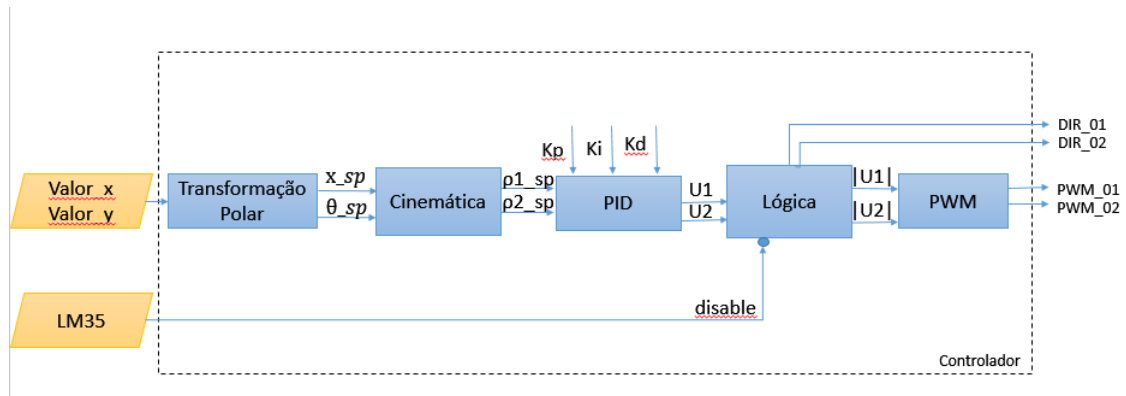 DIR_01
DIR_02
Kp Ki Kd
Valor_x
Valor_y
Transformação
Polar
x_sp
θ_sp
Cinemática
ρ1_sp
ρ2_sp
PID
U1
U2
Lógica
|U1|
|U2|
PWM
PWM_01
PWM_02
LM35
disable
Controlador